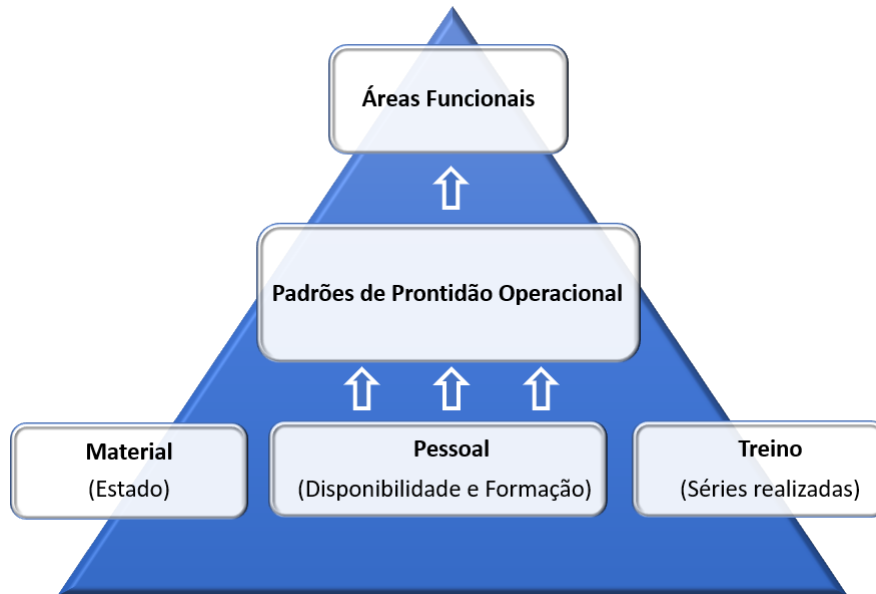 Áreas Funcionais
Padrões de Prontidão Operacional
Material
(Estado)
Pessoal
(Disponibilidade e Formação)
Treino
(Séries realizadas)